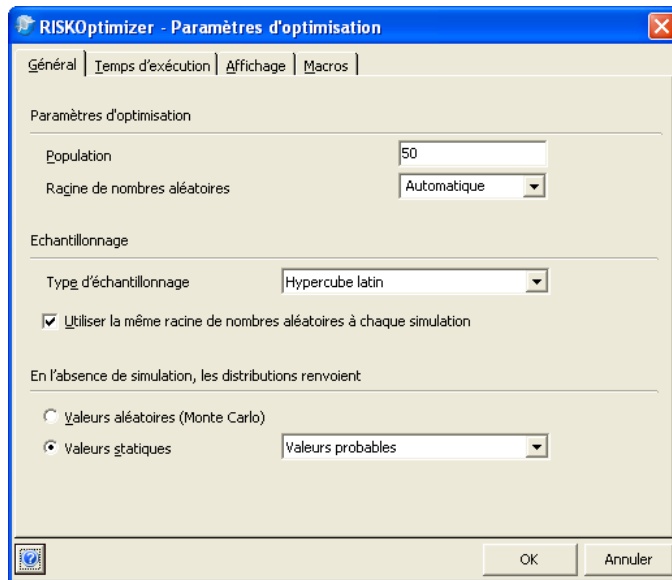 RISKOptimizer - Paramètres d'optimisation
Général Temps d'exécution Affichage Macros
Paramètres d'optimisation
Population 50
Racine de nombres aléatoires Automatique
Echantillonnage
Type d'échantillonnage Hypercube latin
Utiliser la même racine de nombres aléatoires à chaque simulation
En l'absence de simulation, les distributions renvoient
Valeurs aléatoires (Monte Carlo)
Valeurs statiques Valeurs probables
OK Annuler